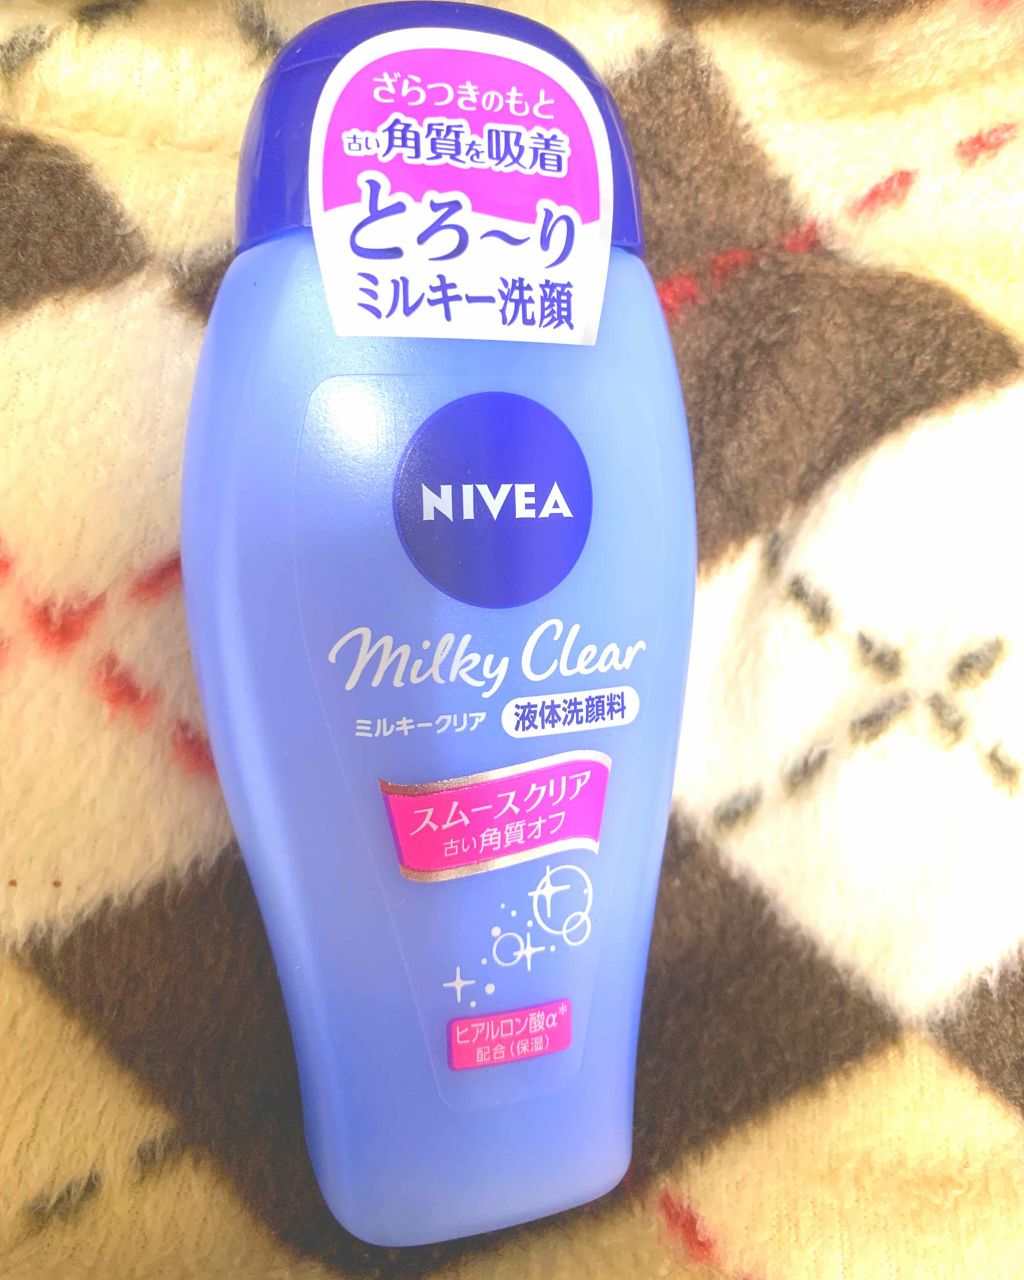 ざらつきのもと
古い角質を吸着
とろ～り
ミルキー洗顔
NIVEA
Milky Clear
ミルキークリア 液体洗顔料
スムースクリア
古い角質オフ
ヒアルロン酸α*
配合(保湿)